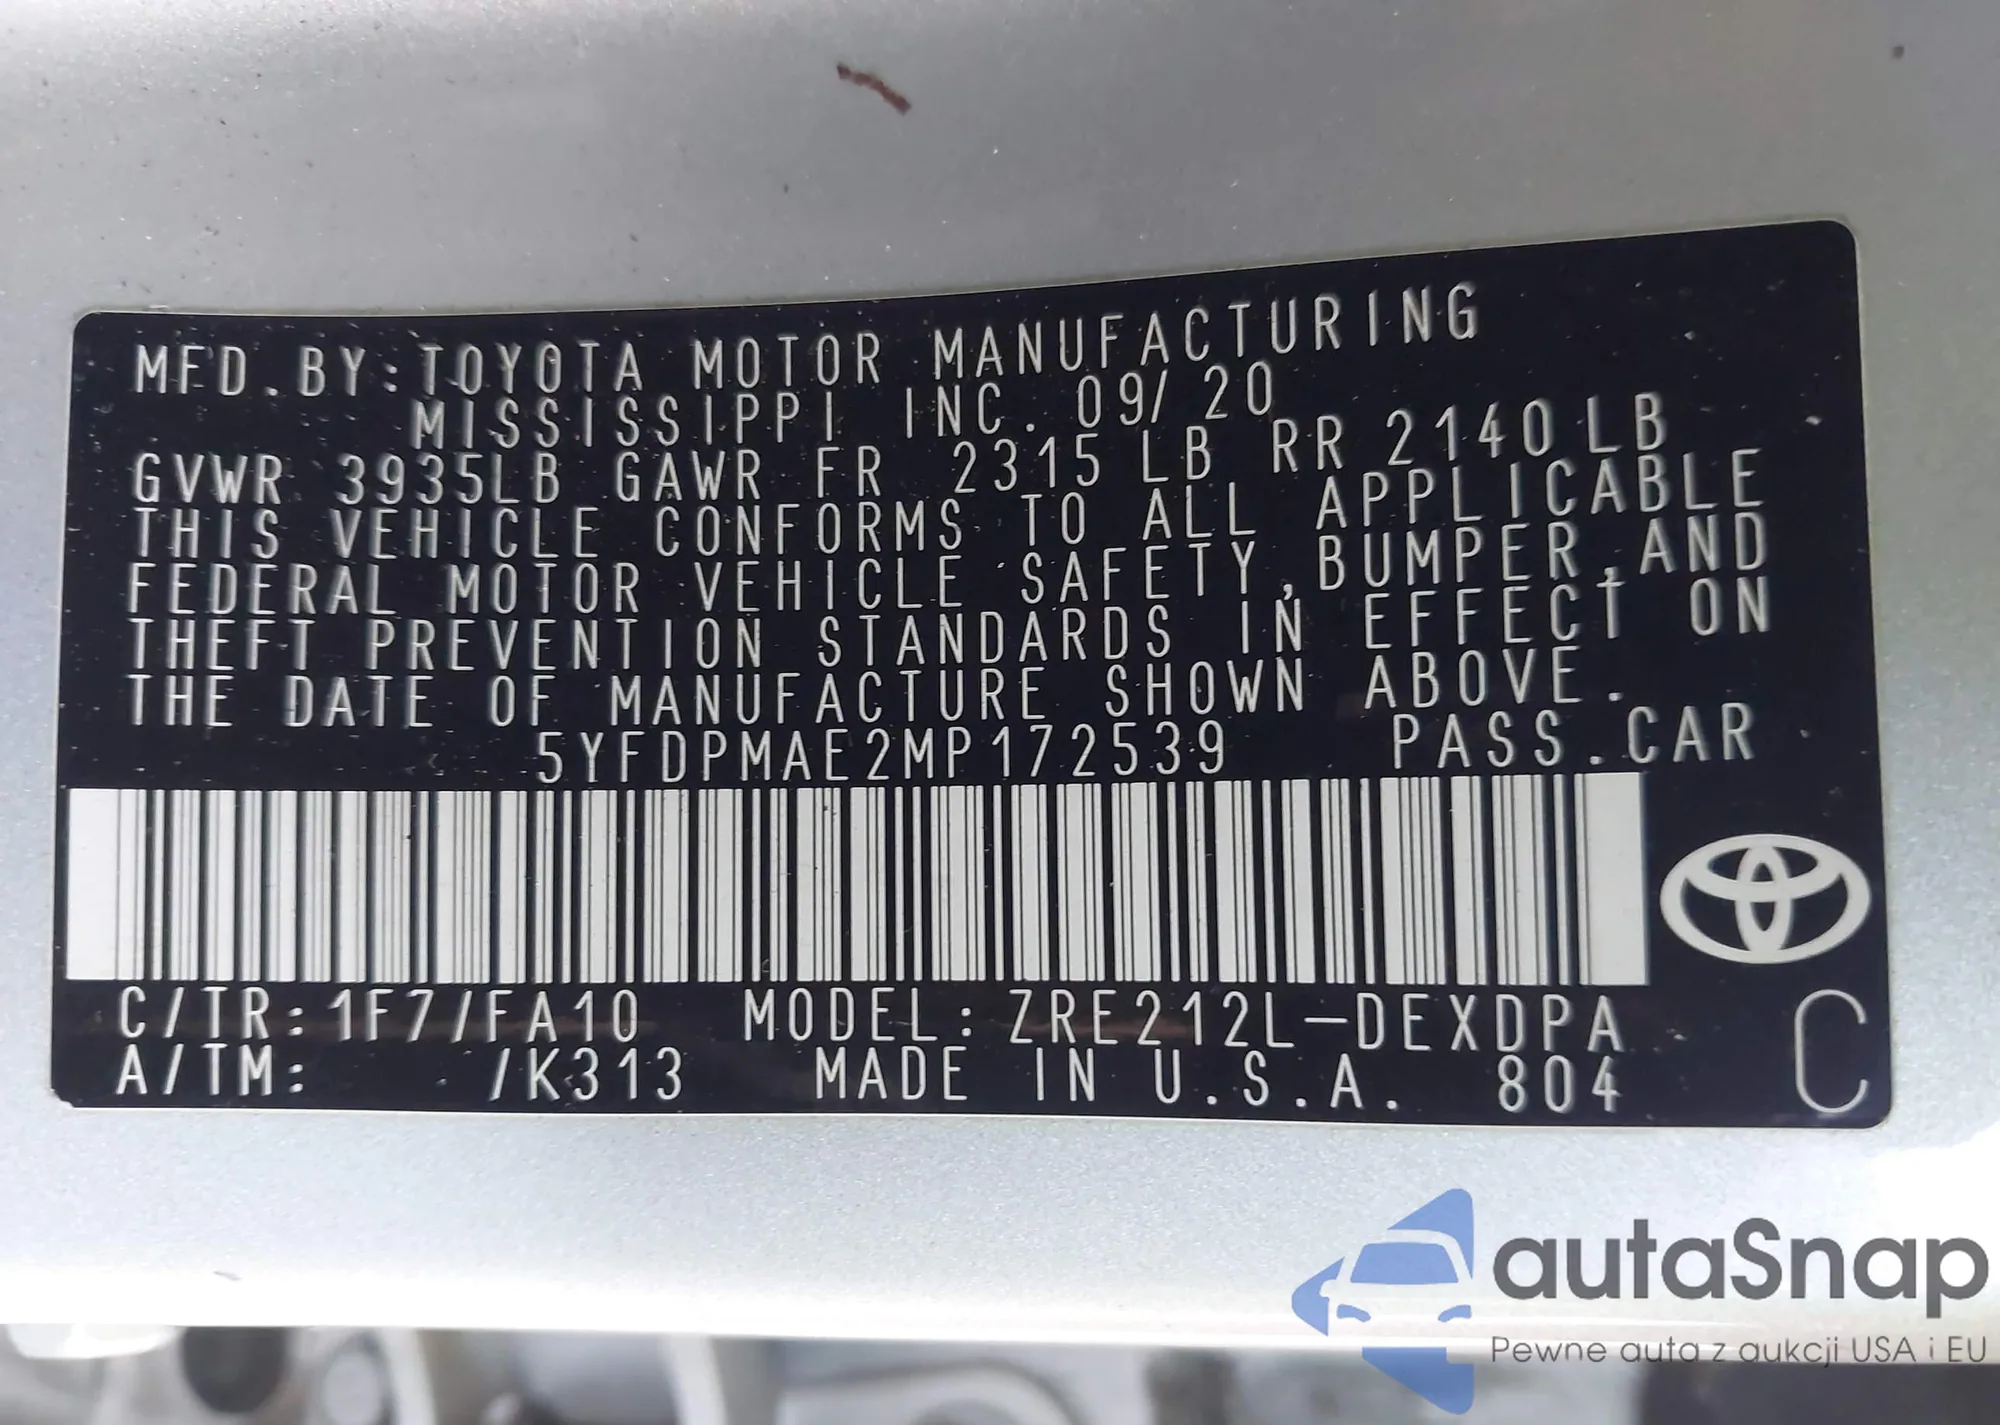 MFD.BY:TOYOTA MOTOR MANUFACTURING
MISSISSIPPI INC. 09/20
GVWR 3935LB GAWR FR 2315 LB RR 2140LB
THIS VEHICLE CONFORMS TO ALL APPLICABLE
FEDERAL MOTOR VEHICLE SAFETY,BUMPER,AND
THEFT PREVENTION STANDARDS IN EFFECT ON
THE DATE OF MANUFACTURE SHOWN ABOVE.
5YFDPMAE2MP172539 PASS.CAR
C/TR:1F7/FA10 MODEL:ZRE212L-DEXDPA
A/TM: /K313 MADE IN U.S.A. 804 C
autaSnap
Pewne auta z aukcji USA i EU